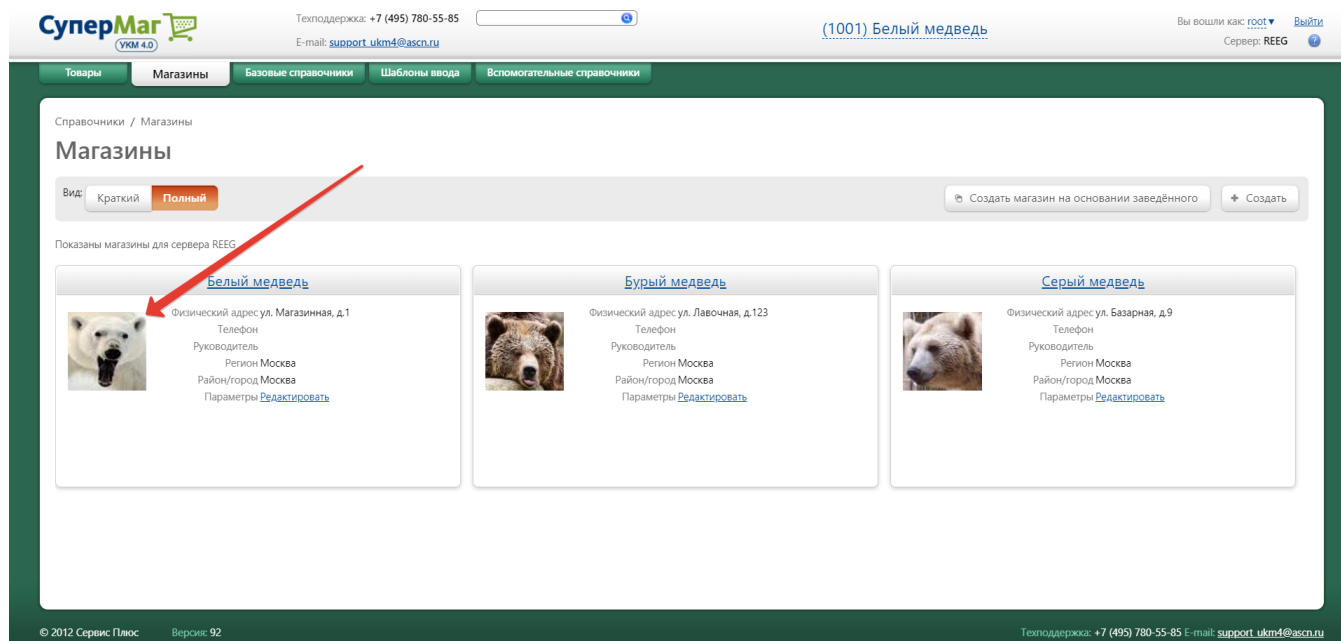 СуперМаг
УКМ 4.0
Техподдержка: +7 (495) 780-55-85
E-mail: support_ukm4@ascn.ru
(1001) Белый медведь
Вы вошли как: root ▾ Выйти
Сервер: REEG ?
Товары Магазины Базовые справочники Шаблоны ввода Вспомогательные справочники
Справочники / Магазины
Магазины
Вид: Краткий Полный Создать магазин на основании заведённого + Создать
Показаны магазины для сервера REEG
Белый медведь
Физический адрес ул. Магазинная, д.1
Телефон
Руководитель
Регион Москва
Район/город Москва
Параметры Редактировать
Бурый медведь
Физический адрес ул. Лавочная, д.123
Телефон
Руководитель
Регион Москва
Район/город Москва
Параметры Редактировать
Серый медведь
Физический адрес ул. Базарная, д.9
Телефон
Руководитель
Регион Москва
Район/город Москва
Параметры Редактировать
© 2012 Сервис Плюс Версия: 92 Техподдержка: +7 (495) 780-55-85 E-mail: support_ukm4@ascn.ru